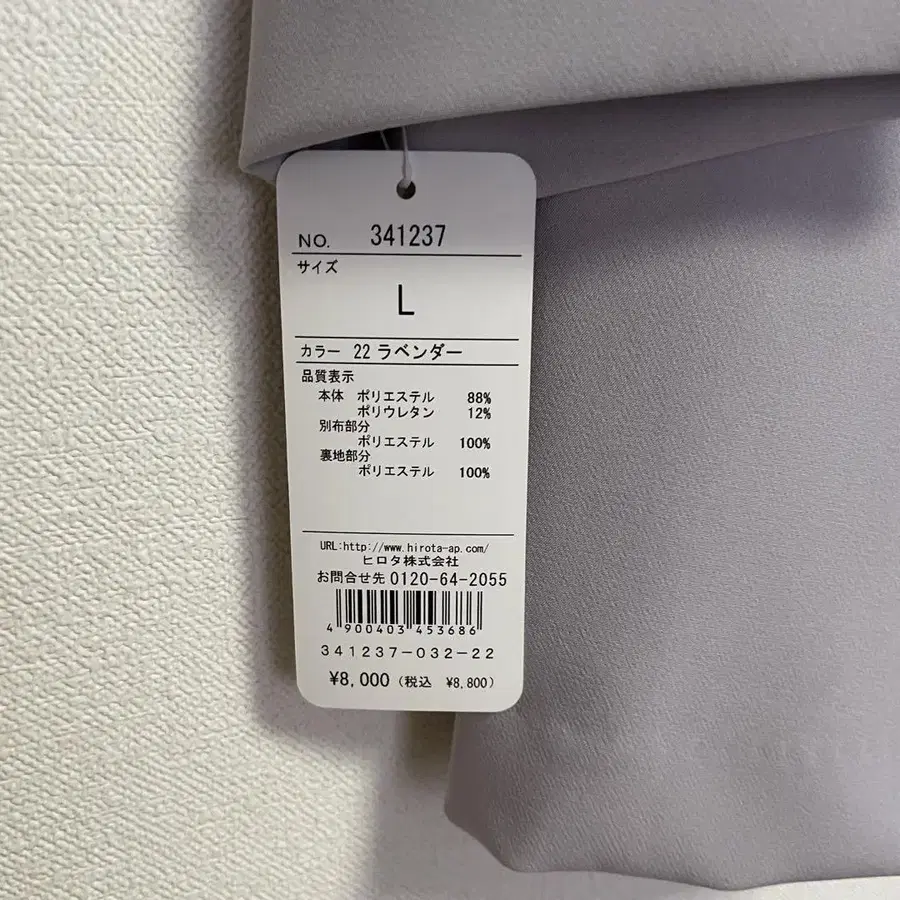 NO. 341237
サイズ
L
カラー 22 ラベンダー
品質表示
本体 ポリエステル 88%
ポリウレタン 12%
別布部分
ポリエステル 100%
裏地部分
ポリエステル 100%
URL:http://www.hirota-ap.com/
ヒロタ株式会社
お問合せ先 0120-64-2055
4 900403 453686
341237-032-22
¥8,000 (税込 ¥8,800)